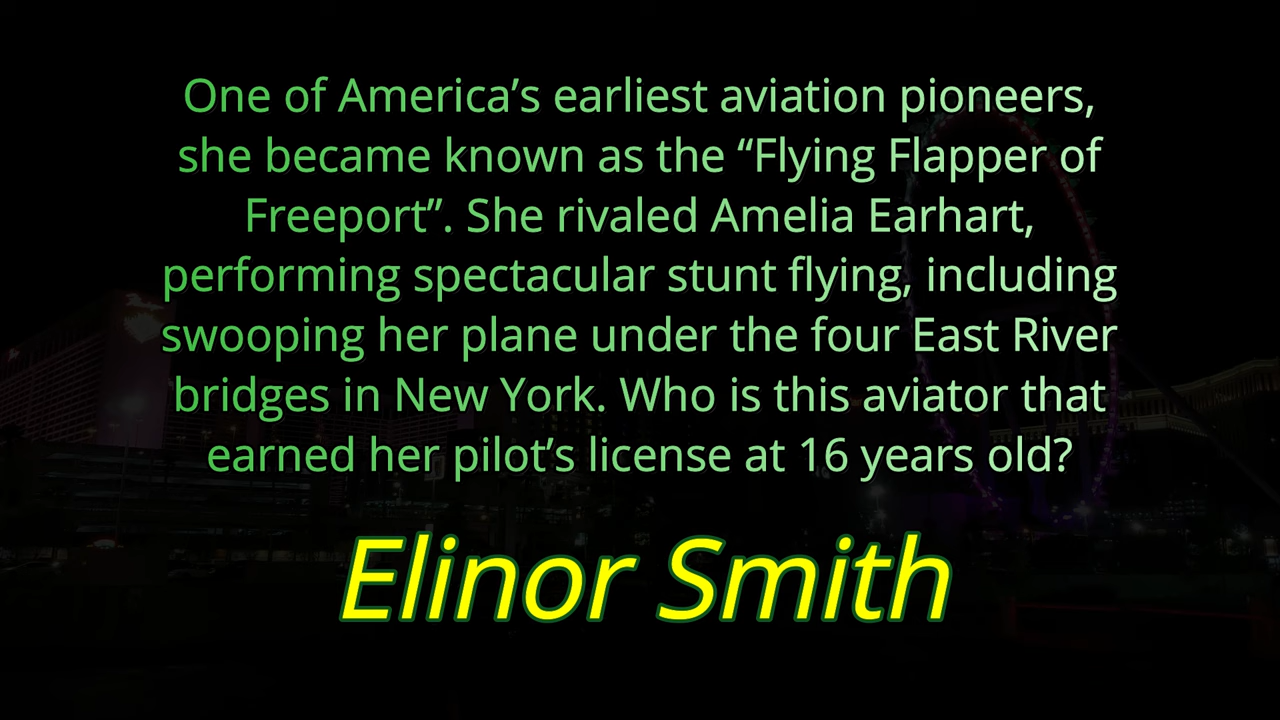 One of America’s earliest aviation pioneers,
she became known as the “Flying Flapper of
Freeport”. She rivaled Amelia Earhart,
performing spectacular stunt flying, including
swooping her plane under the four East River
bridges in New York. Who is this aviator that
earned her pilot’s license at 16 years old?
Elinor Smith